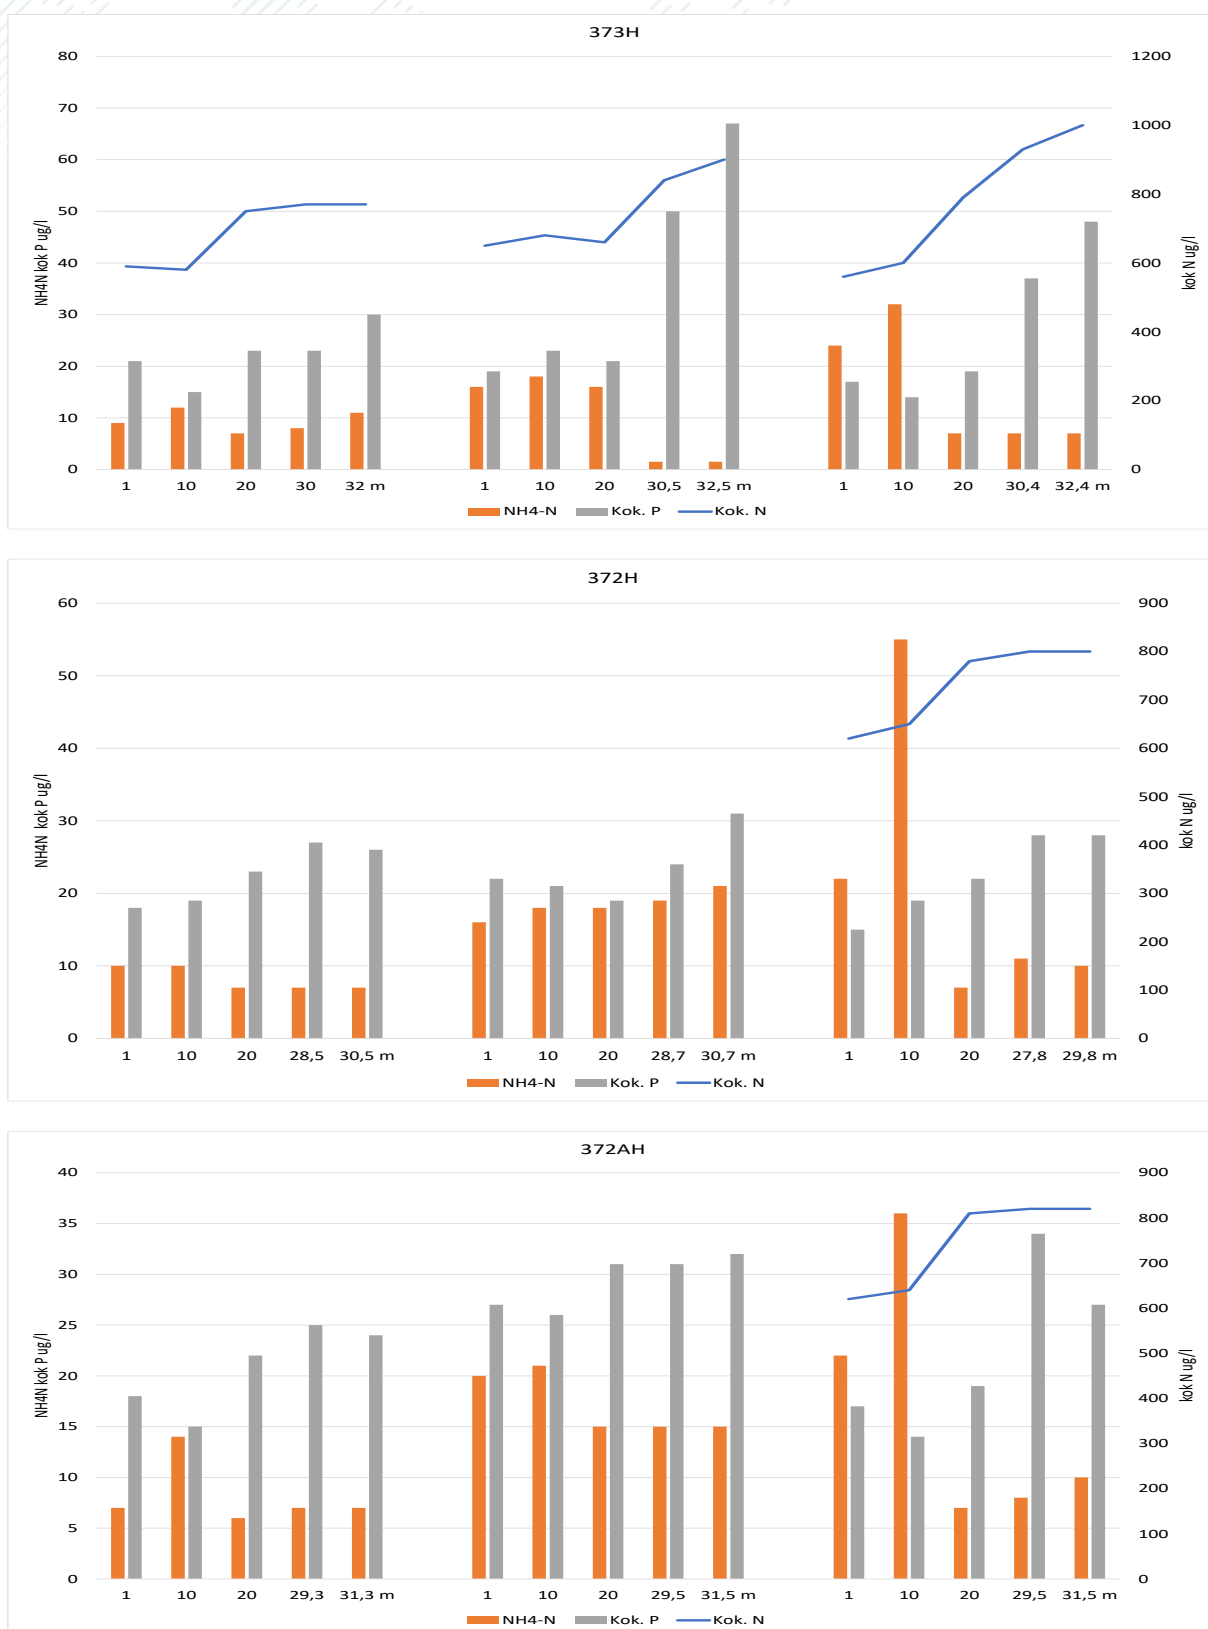 373H
80 1200
70
1000
60
800
50
40 600
30
400
20
200
10
0 0
NH4N kok P ug/l
kok N ug/l
1 10 20 30 32 m 1 10 20 30,5 32,5 m 1 10 20 30,4 32,4 m
NH4-N Kok. P Kok. N
372H
60 900
800
50
700
40 600
500
30
400
20 300
200
10
100
0 0
NH4N kok P ug/l
kok N ug/l
1 10 20 28,5 30,5 m 1 10 20 28,7 30,7 m 1 10 20 27,8 29,8 m
NH4-N Kok. P Kok. N
372AH
40 900
35 800
700
30
600
25
500
20
400
15
300
10
200
5
100
0 0
NH4N kok P ug/l
kok N ug/l
1 10 20 29,3 31,3 m 1 10 20 29,5 31,5 m 1 10 20 29,5 31,5 m
NH4-N Kok. P Kok. N